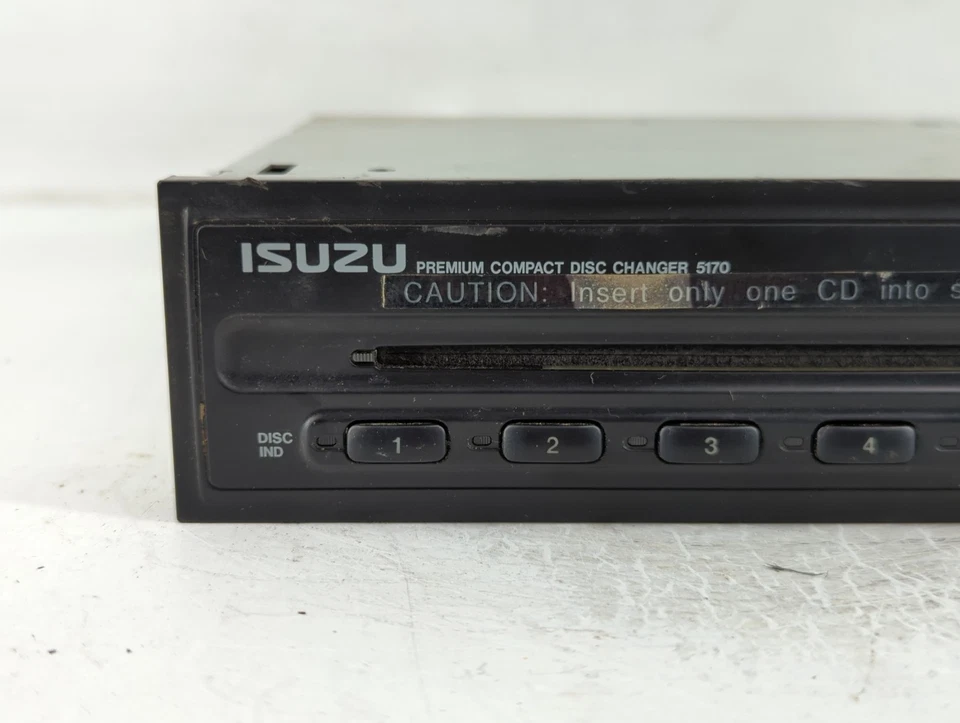 ISUZU PREMIUM COMPACT DISC CHANGER 5170
CAUTION: Insert only one CD into s
DISC
IND
1 2 3 4